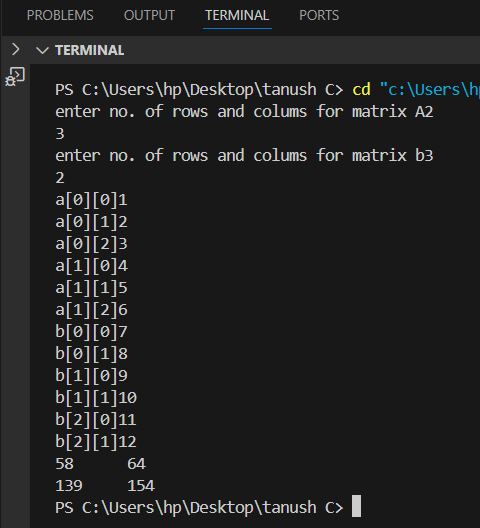 PROBLEMS OUTPUT TERMINAL PORTS
TERMINAL
PS C:\Users\hp\Desktop\tanush C> cd "c:\Users\h
enter no. of rows and colums for matrix A2
3
enter no. of rows and colums for matrix b3
2
a[0][0]1
a[0][1]2
a[0][2]3
a[1][0]4
a[1][1]5
a[1][2]6
b[0][0]7
b[0][1]8
b[1][0]9
b[1][1]10
b[2][0]11
b[2][1]12
58 64
139 154
PS C:\Users\hp\Desktop\tanush C>